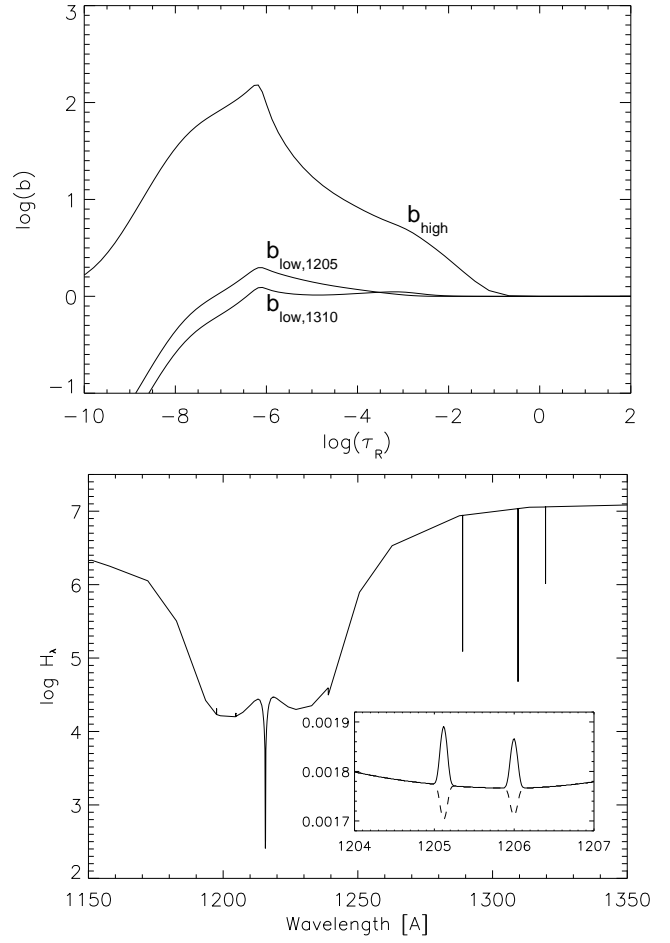 3
2
1
0
−1
log(b)
b_high
b_low,1205
b_low,1310
−10 −8 −6 −4 −2 0 2
log(τ_R)
7
6
5
4
3
2
log H_λ
0.0019
0.0018
0.0017
1204 1205 1206 1207
1150 1200 1250 1300 1350
Wavelength [A]